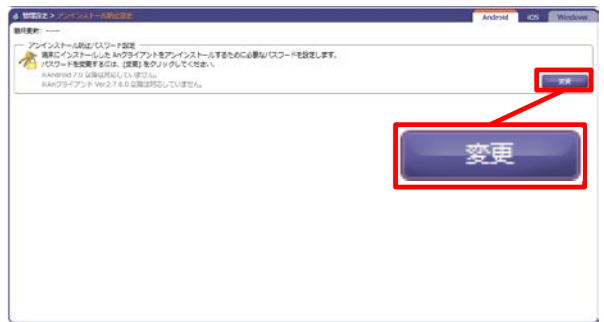 管理設定 > アンインストール防止設定
Android iOS Windows
最終更新: -----
アンインストール防止パスワード設定
端末にインストールした Anクライアントをアンインストールするために必要なパスワードを設定します。
パスワードを変更するには、[変更] をクリックしてください。
※Android 7.0 以降は対応していません。
※Anクライアント Ver2.7.6.0 以降は対応していません。
変更
変更